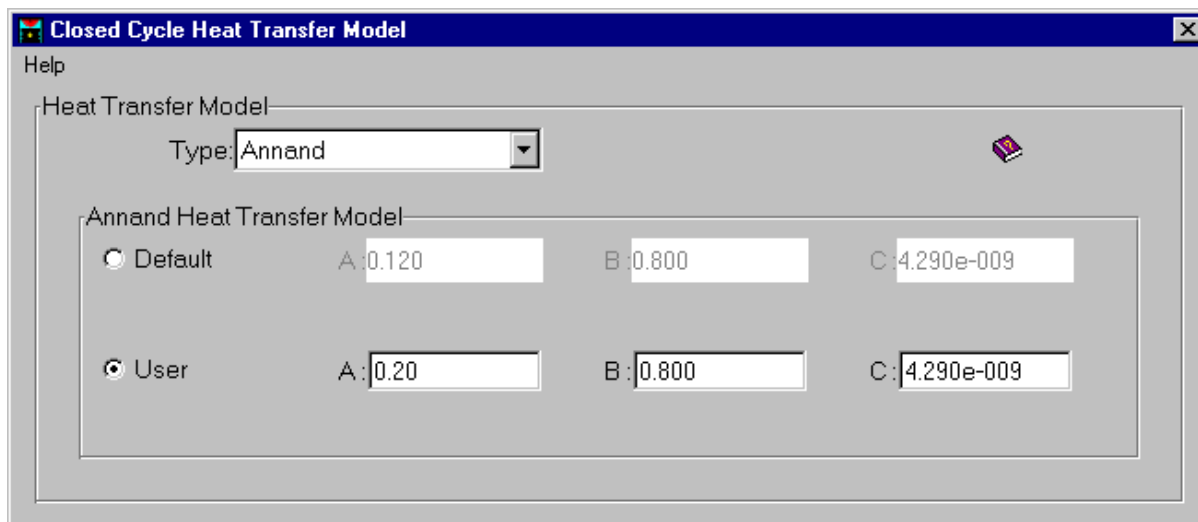 Closed Cycle Heat Transfer Model
Help
Heat Transfer Model
Type: Annand
Annand Heat Transfer Model
Default A : 0.120 B : 0.800 C : 4.290e-009
User A : 0.20 B : 0.800 C : 4.290e-009